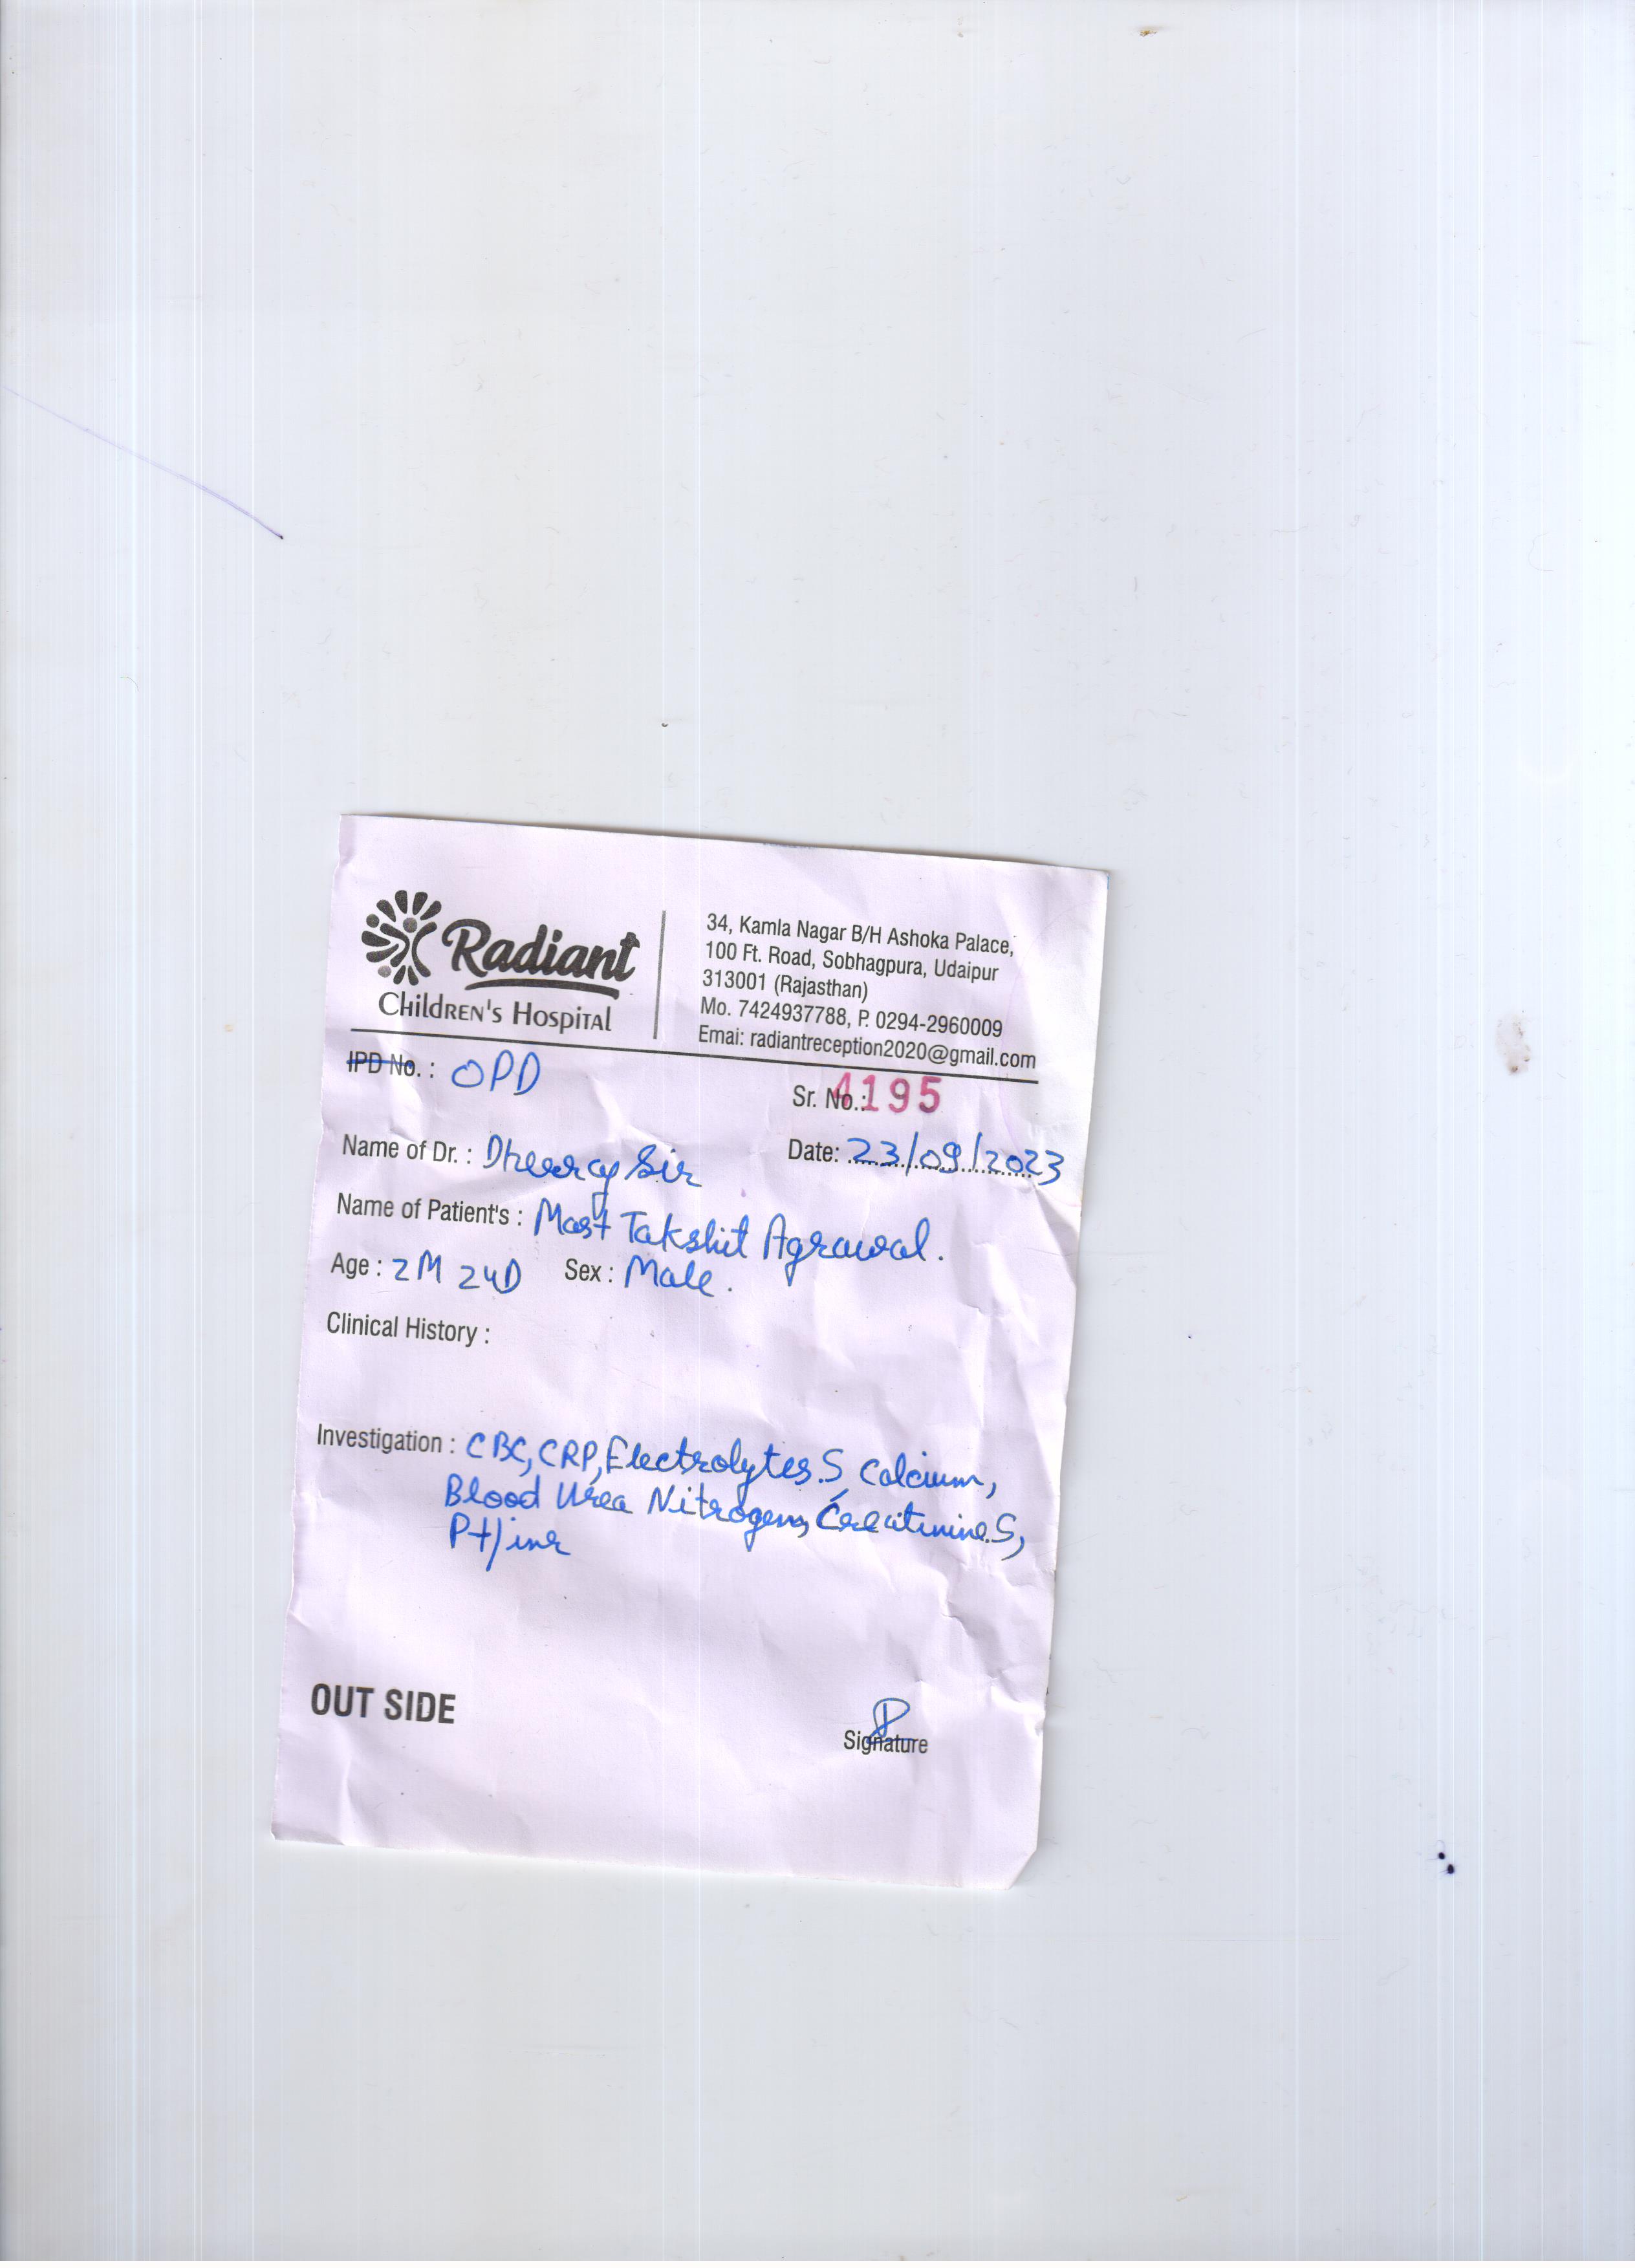 Radiant
Children's Hospital
34, Kamla Nagar B/H Ashoka Palace,
100 Ft. Road, Sobhagpura, Udaipur
313001 (Rajasthan)
Mo. 7424937788, P. 0294-2960009
Emai: radiantreception2020@gmail.com
IPD No. : OPD
Sr. No.: 4195
Name of Dr. : Dheeraj Sir
Date: 23/09/2023
Name of Patient's : Mast Takshit Agrawal.
Age : 2M 24D Sex : Male.
Clinical History :
Investigation : CBC, CRP, Electrolytes.S Calcium,
Blood Urea Nitrogen, Creatinine.S,
Pt/inr
OUT SIDE
Signature